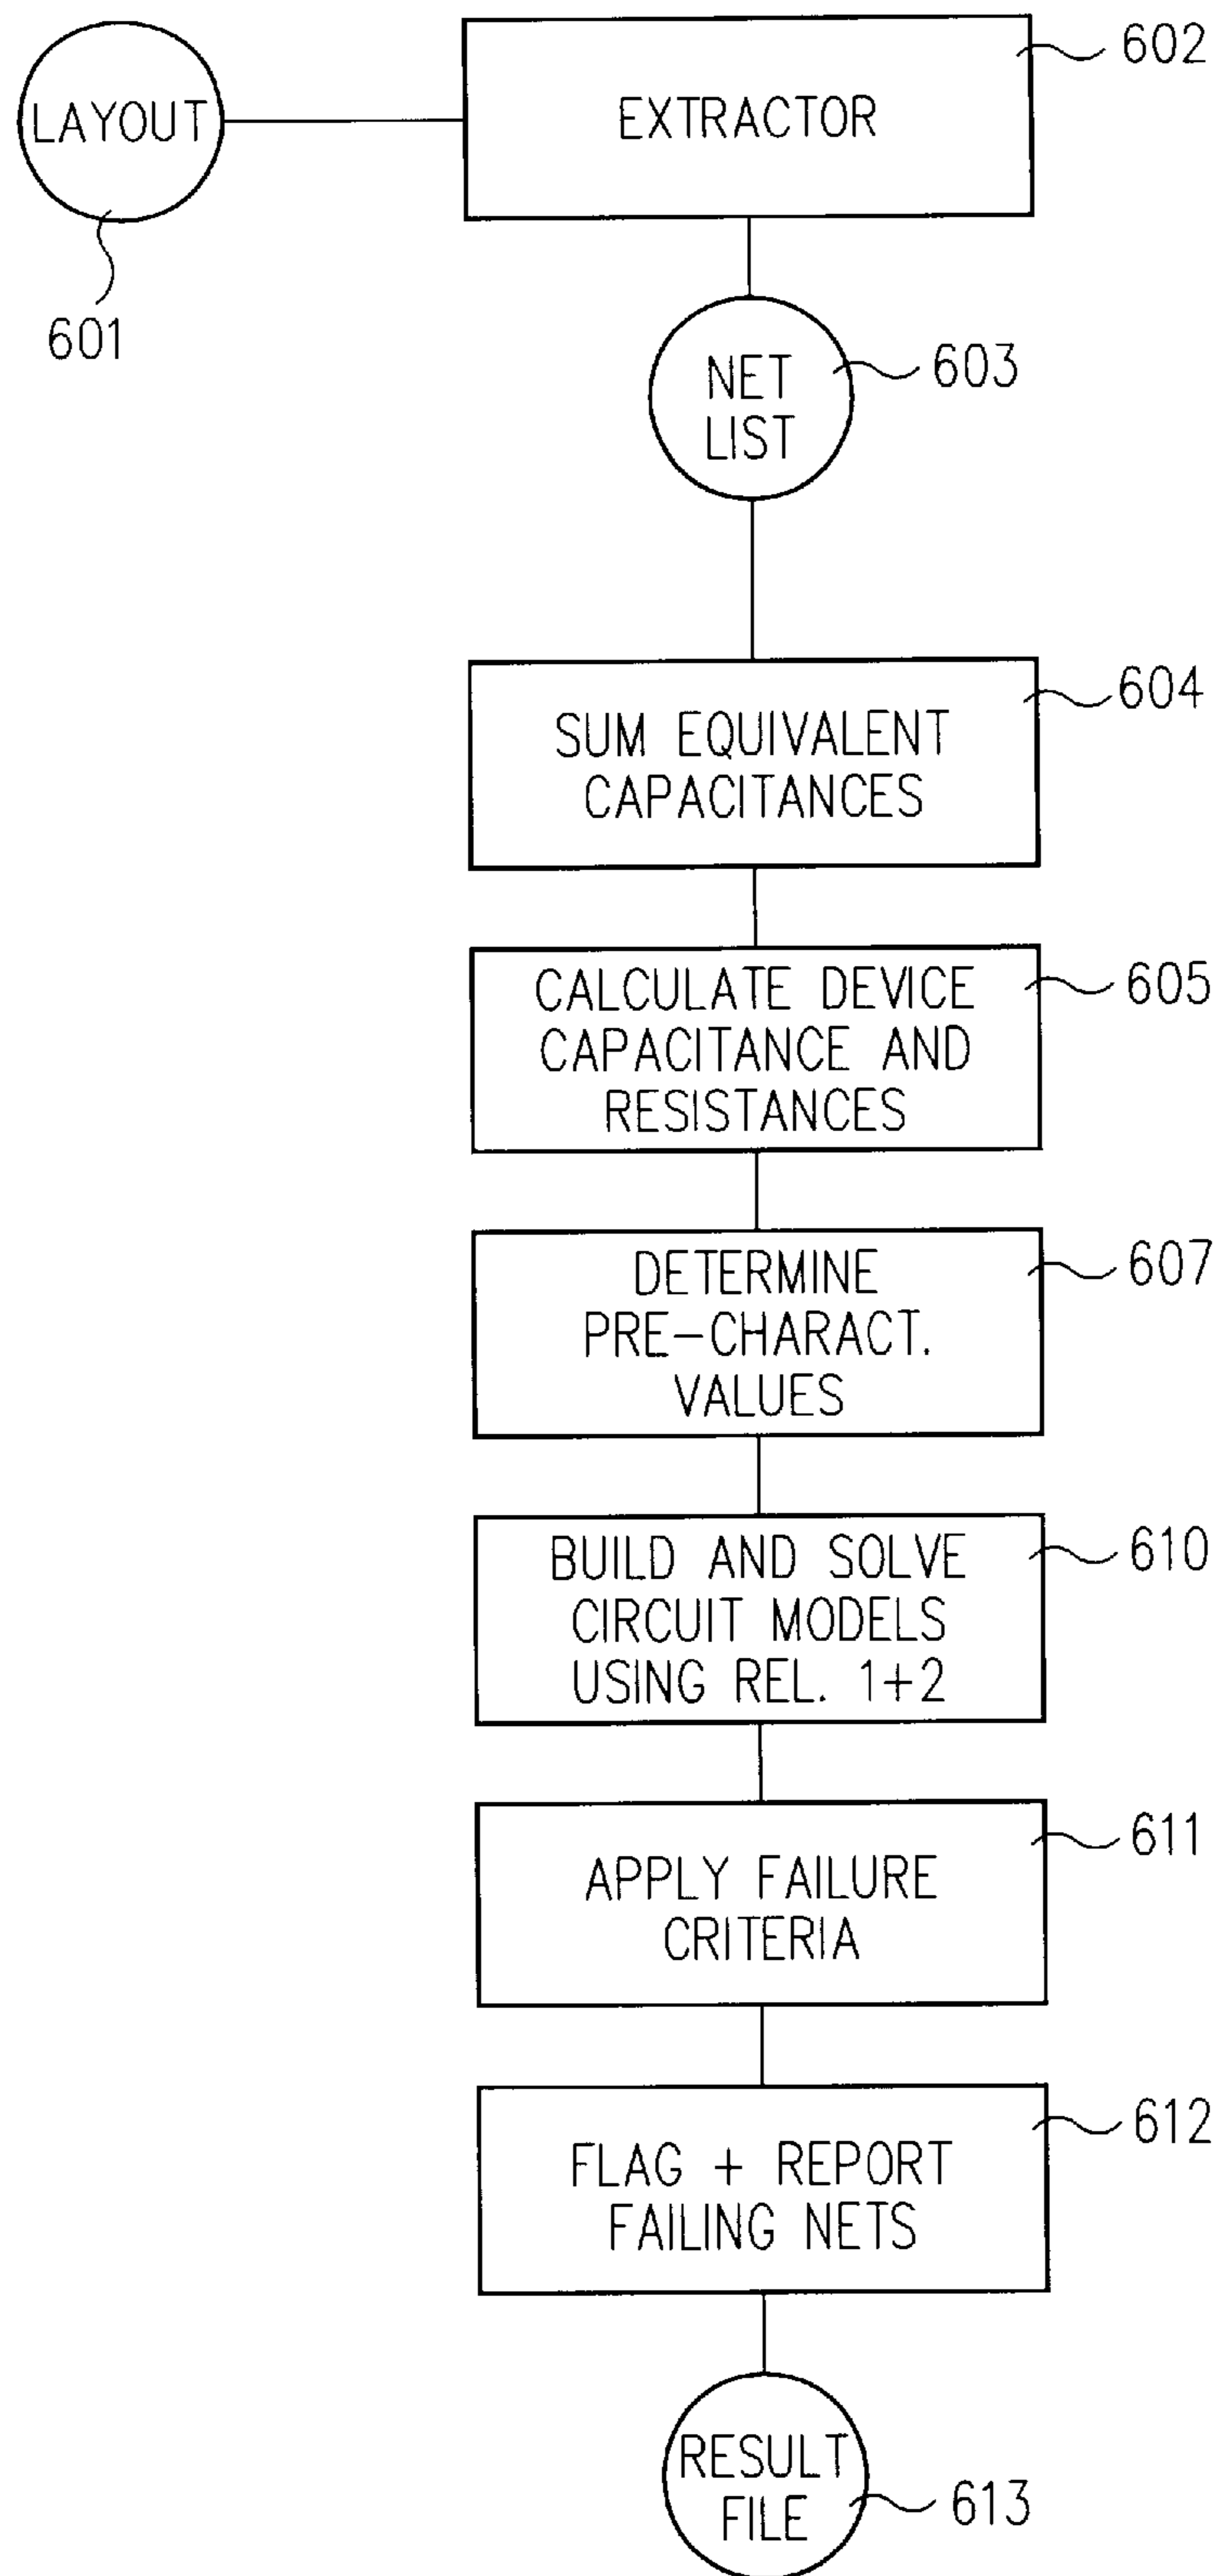 LAYOUT
601
EXTRACTOR
602
NET
LIST
603
SUM EQUIVALENT
CAPACITANCES
604
CALCULATE DEVICE
CAPACITANCE AND
RESISTANCES
605
DETERMINE
PRE-CHARACT.
VALUES
607
BUILD AND SOLVE
CIRCUIT MODELS
USING REL. 1+2
610
APPLY FAILURE
CRITERIA
611
FLAG + REPORT
FAILING NETS
612
RESULT
FILE
613